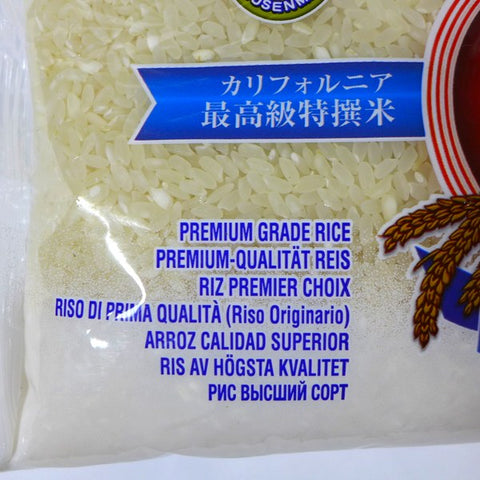 カリフォルニア
最高級特撰米
PREMIUM GRADE RICE
PREMIUM-QUALITÄT REIS
RIZ PREMIER CHOIX
RISO DI PRIMA QUALITÀ (Riso Originario)
ARROZ CALIDAD SUPERIOR
RIS AV HÖGSTA KVALITET
РИС ВЫСШИЙ СОРТ